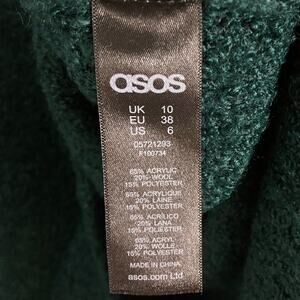 asos
UK 10
EU 38
US 6
05721293
F100734
65% ACRYLIC
20% WOOL
15% POLYESTER
65% ACRYLIQUE
20% LAINE
15% POLYESTER
65% ACRILICO
20% LANA
15% POLYESTER
65% ACRYL
20% WOLLE
15% POLYESTER
MADE IN CHINA
asos.com Ltd